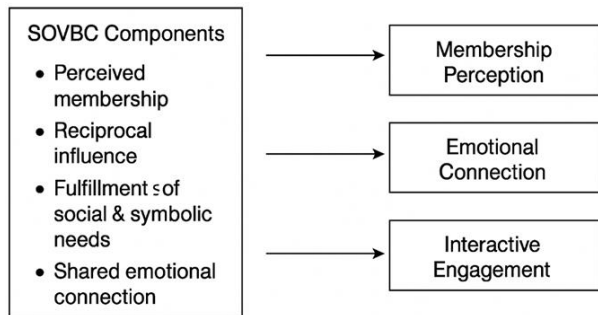 SOVBC Components
• Perceived
membership
• Reciprocal
influence
• Fulfillment s of
social & symbolic
needs
• Shared emotional
connection
Membership
Perception
Emotional
Connection
Interactive
Engagement